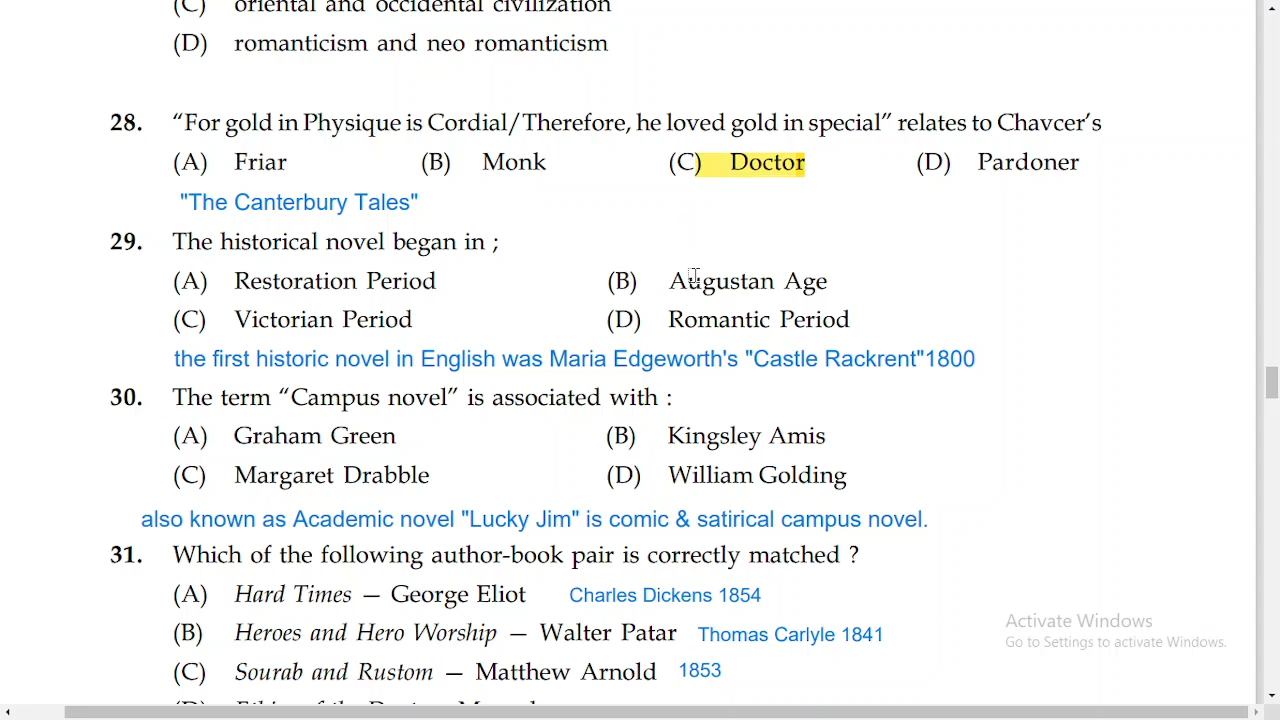 (C) oriental and occidental civilization
(D) romanticism and neo romanticism
28. “For gold in Physique is Cordial/Therefore, he loved gold in special” relates to Chavcer’s
(A) Friar (B) Monk (C) Doctor (D) Pardoner
"The Canterbury Tales"
29. The historical novel began in ;
(A) Restoration Period (B) Augustan Age
(C) Victorian Period (D) Romantic Period
the first historic novel in English was Maria Edgeworth's "Castle Rackrent"1800
30. The term “Campus novel” is associated with :
(A) Graham Green (B) Kingsley Amis
(C) Margaret Drabble (D) William Golding
also known as Academic novel "Lucky Jim" is comic & satirical campus novel.
31. Which of the following author-book pair is correctly matched ?
(A) Hard Times — George Eliot Charles Dickens 1854
(B) Heroes and Hero Worship — Walter Patar Thomas Carlyle 1841
(C) Sourab and Rustom — Matthew Arnold 1853
Activate Windows
Go to Settings to activate Windows.